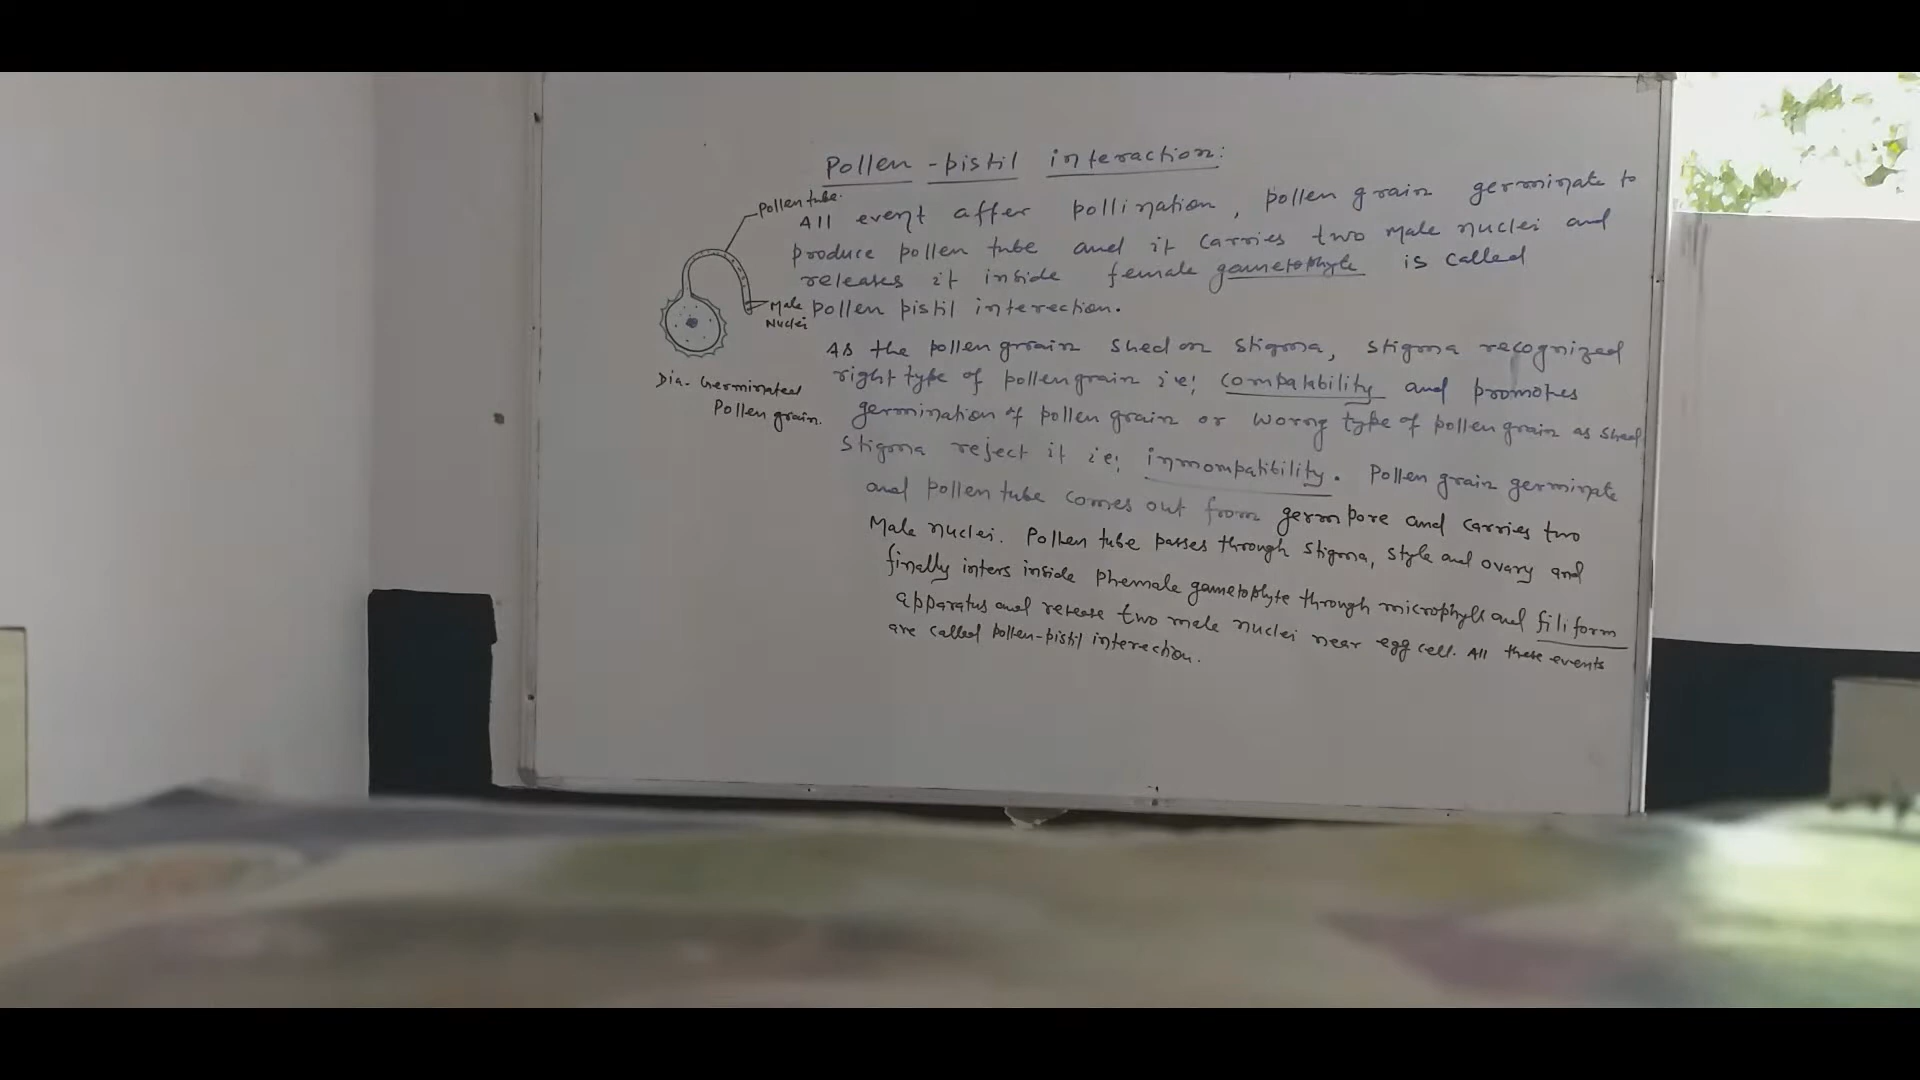 Pollen - pistil interaction:
Pollen tube.
All event after pollination, pollen grain germinate to
produce pollen tube and it carries two male nuclei and
releases it inside female gametophyte is called
pollen pistil interection.
Male
Nuclei
As the pollen grain shed on stigma, stigma recognized
right type of pollen grain i.e; compatability and promotes
Dia- Germinated
Pollen grain.
germination of pollen grain or worng type of pollen grain as shed
stigma reject it i.e; inmompatibility. Pollen grain germinate
and pollen tube comes out from germ pore and carries two
Male nuclei. Pollen tube passes through stigma, style and ovary and
finally inters inside phemale gametophyte through microphyll and filiform
apparatus and release two male nuclei near egg cell. All these events
are called pollen-pistil interection.